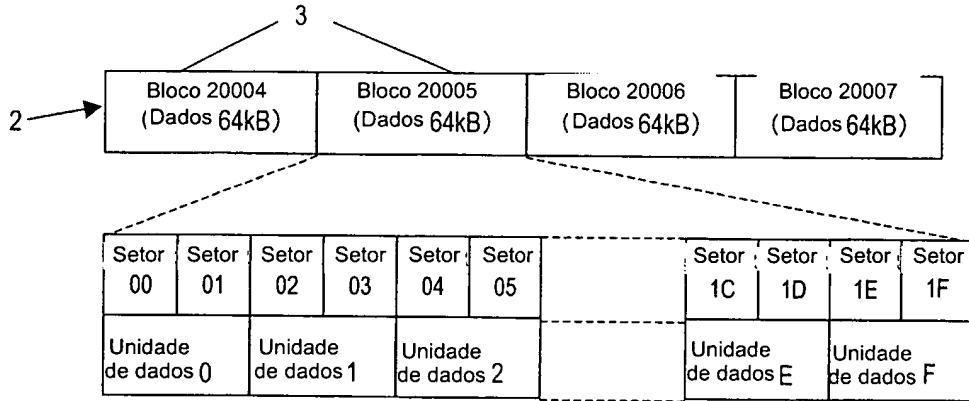 3
2
Bloco 20004
(Dados 64kB)
Bloco 20005
(Dados 64kB)
Bloco 20006
(Dados 64kB)
Bloco 20007
(Dados 64kB)
Setor
00
Setor
01
Setor
02
Setor
03
Setor
04
Setor
05
Setor
1C
Setor
1D
Setor
1E
Setor
1F
Unidade
de dados 0
Unidade
de dados 1
Unidade
de dados 2
Unidade
de dados E
Unidade
de dados F